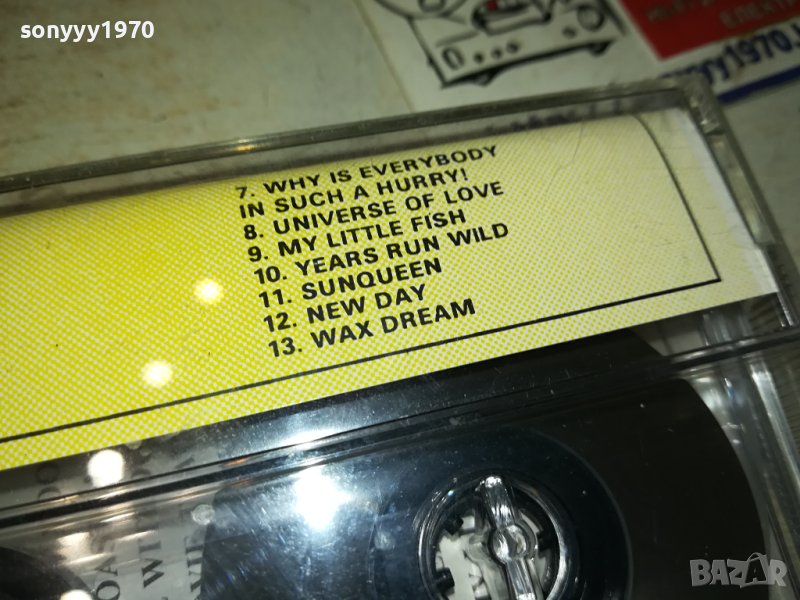 sonyyy1970
7. WHY IS EVERYBODY
IN SUCH A HURRY!
8. UNIVERSE OF LOVE
9. MY LITTLE FISH
10. YEARS RUN WILD
11. SUNQUEEN
12. NEW DAY
13. WAX DREAM
BAZAR